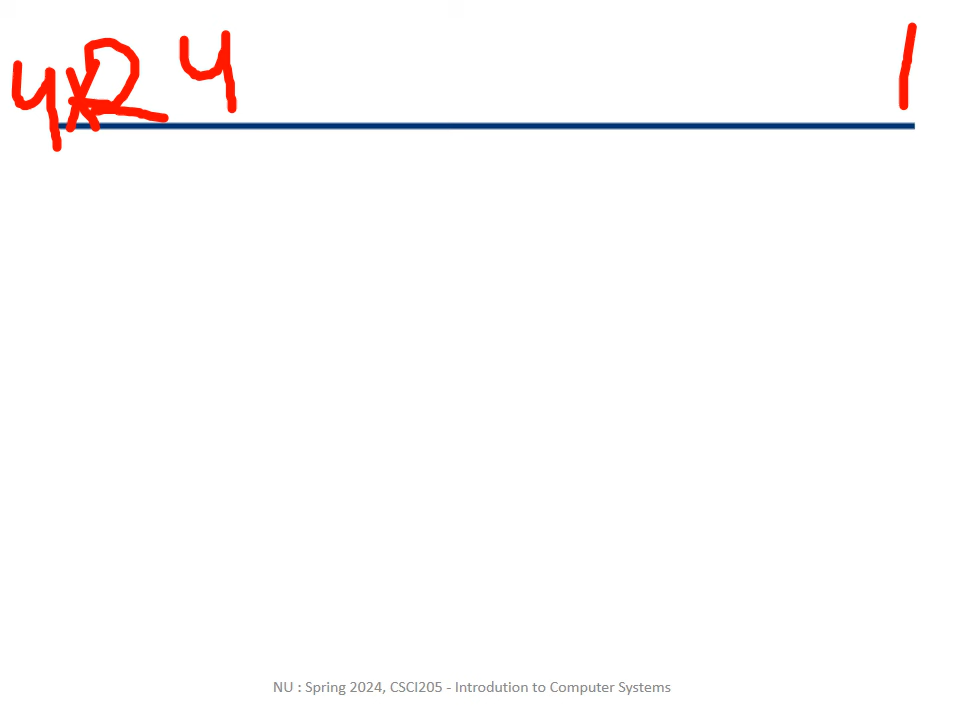 4x2 4 1
NU : Spring 2024, CSCI205 - Introdution to Computer Systems